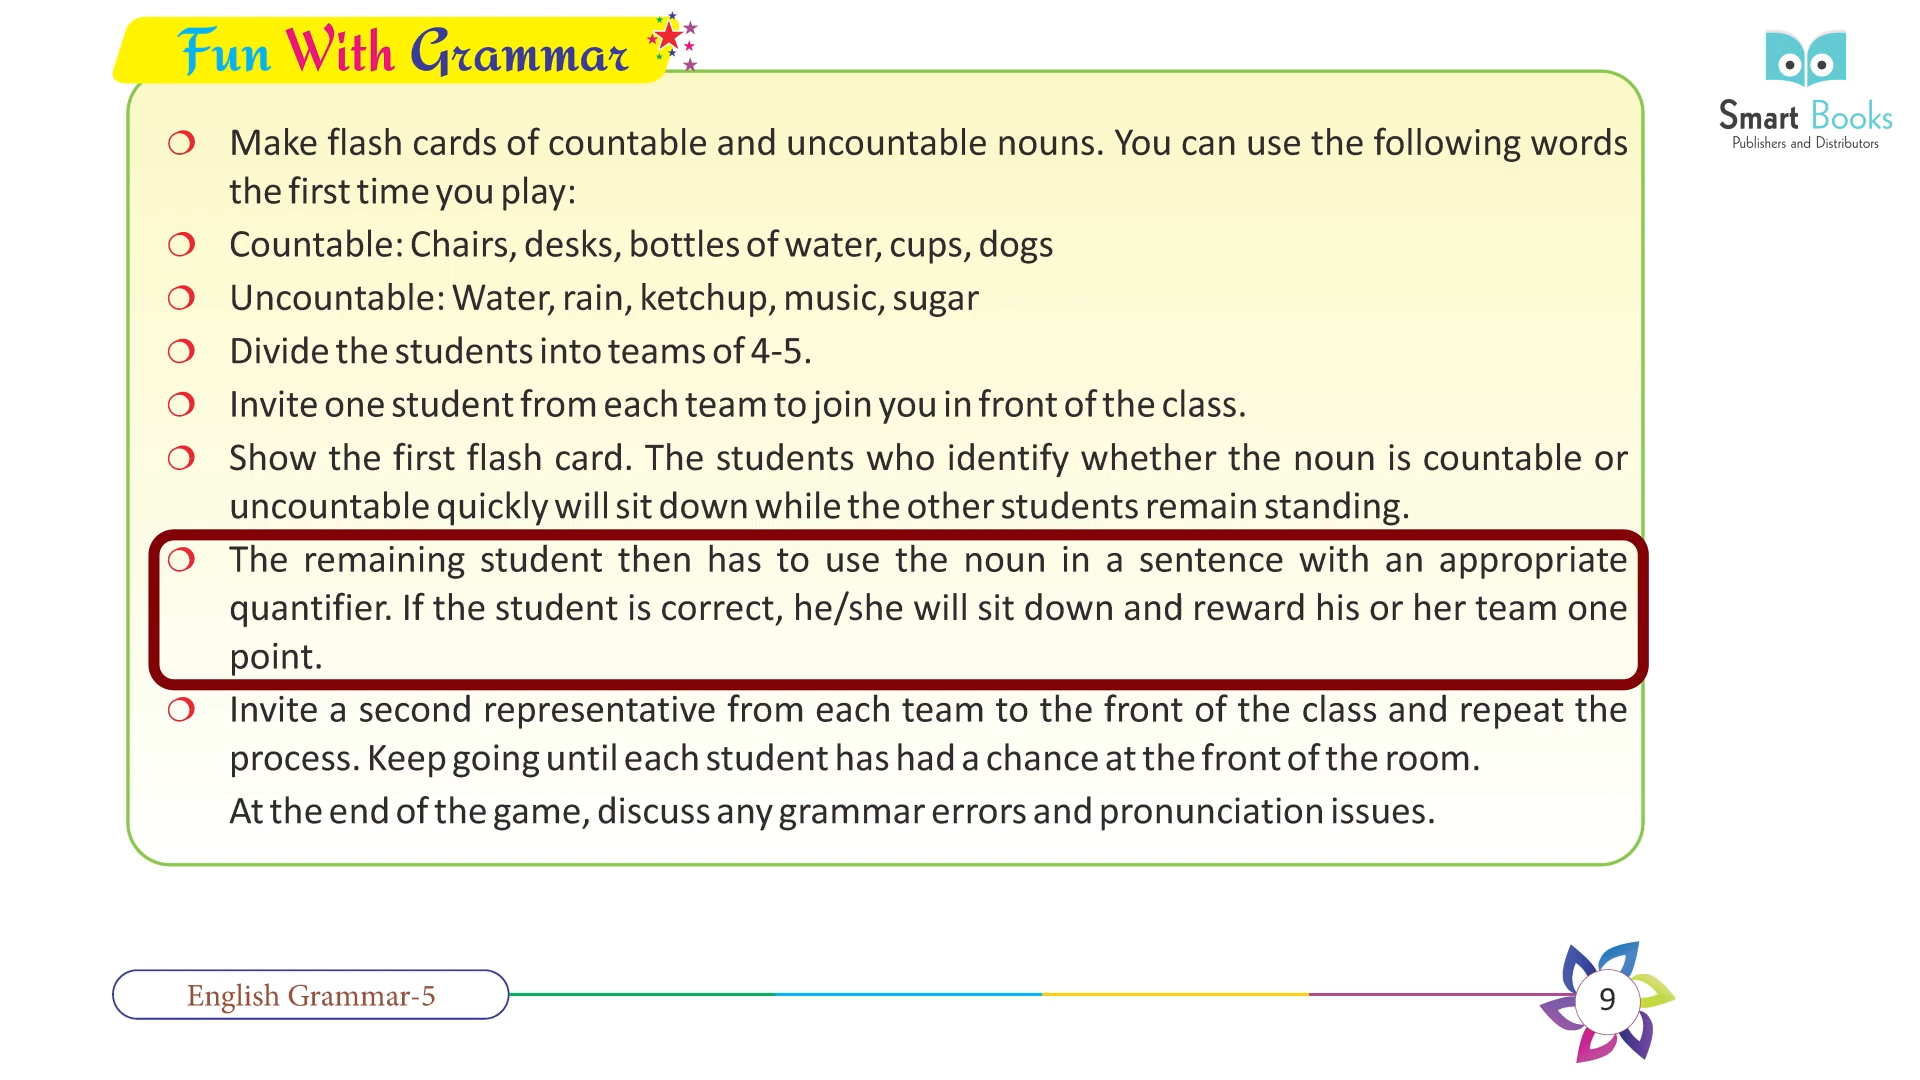 Fun With Grammar
Smart Books
Publishers and Distributors
❍ Make flash cards of countable and uncountable nouns. You can use the following words
the first time you play:
❍ Countable: Chairs, desks, bottles of water, cups, dogs
❍ Uncountable: Water, rain, ketchup, music, sugar
❍ Divide the students into teams of 4-5.
❍ Invite one student from each team to join you in front of the class.
❍ Show the first flash card. The students who identify whether the noun is countable or
uncountable quickly will sit down while the other students remain standing.
❍ The remaining student then has to use the noun in a sentence with an appropriate
quantifier. If the student is correct, he/she will sit down and reward his or her team one
point.
❍ Invite a second representative from each team to the front of the class and repeat the
process. Keep going until each student has had a chance at the front of the room.
At the end of the game, discuss any grammar errors and pronunciation issues.
English Grammar-5
9